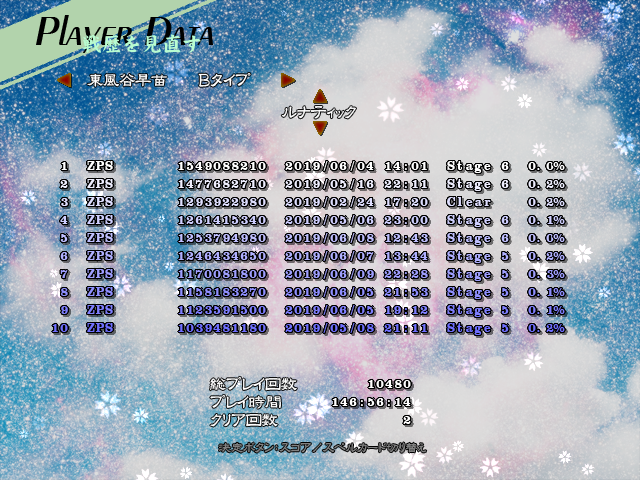 Player Data
戦歴を見直す
東風谷早苗 Bタイプ
ルナティック
1 ZPS 1549088210 2019/06/04 14:01 Stage 6 0.0%
2 ZPS 1477682710 2019/05/16 22:11 Stage 6 0.2%
3 ZPS 1293922980 2019/02/24 17:20 Clear 0.2%
4 ZPS 1261415340 2019/05/06 23:00 Stage 6 0.1%
5 ZPS 1253794980 2019/06/08 12:43 Stage 6 0.0%
6 ZPS 1246434650 2019/06/07 13:44 Stage 5 0.2%
7 ZPS 1170081800 2019/06/09 22:28 Stage 5 0.3%
8 ZPS 1158183270 2019/05/05 21:53 Stage 5 0.1%
9 ZPS 1123591500 2019/05/05 19:12 Stage 5 0.1%
10 ZPS 1039481180 2019/05/08 21:11 Stage 5 0.2%
総プレイ回数 10480
プレイ時間 146:56:14
クリア回数 2
決定ボタン：スコア／スペルカード切り替え